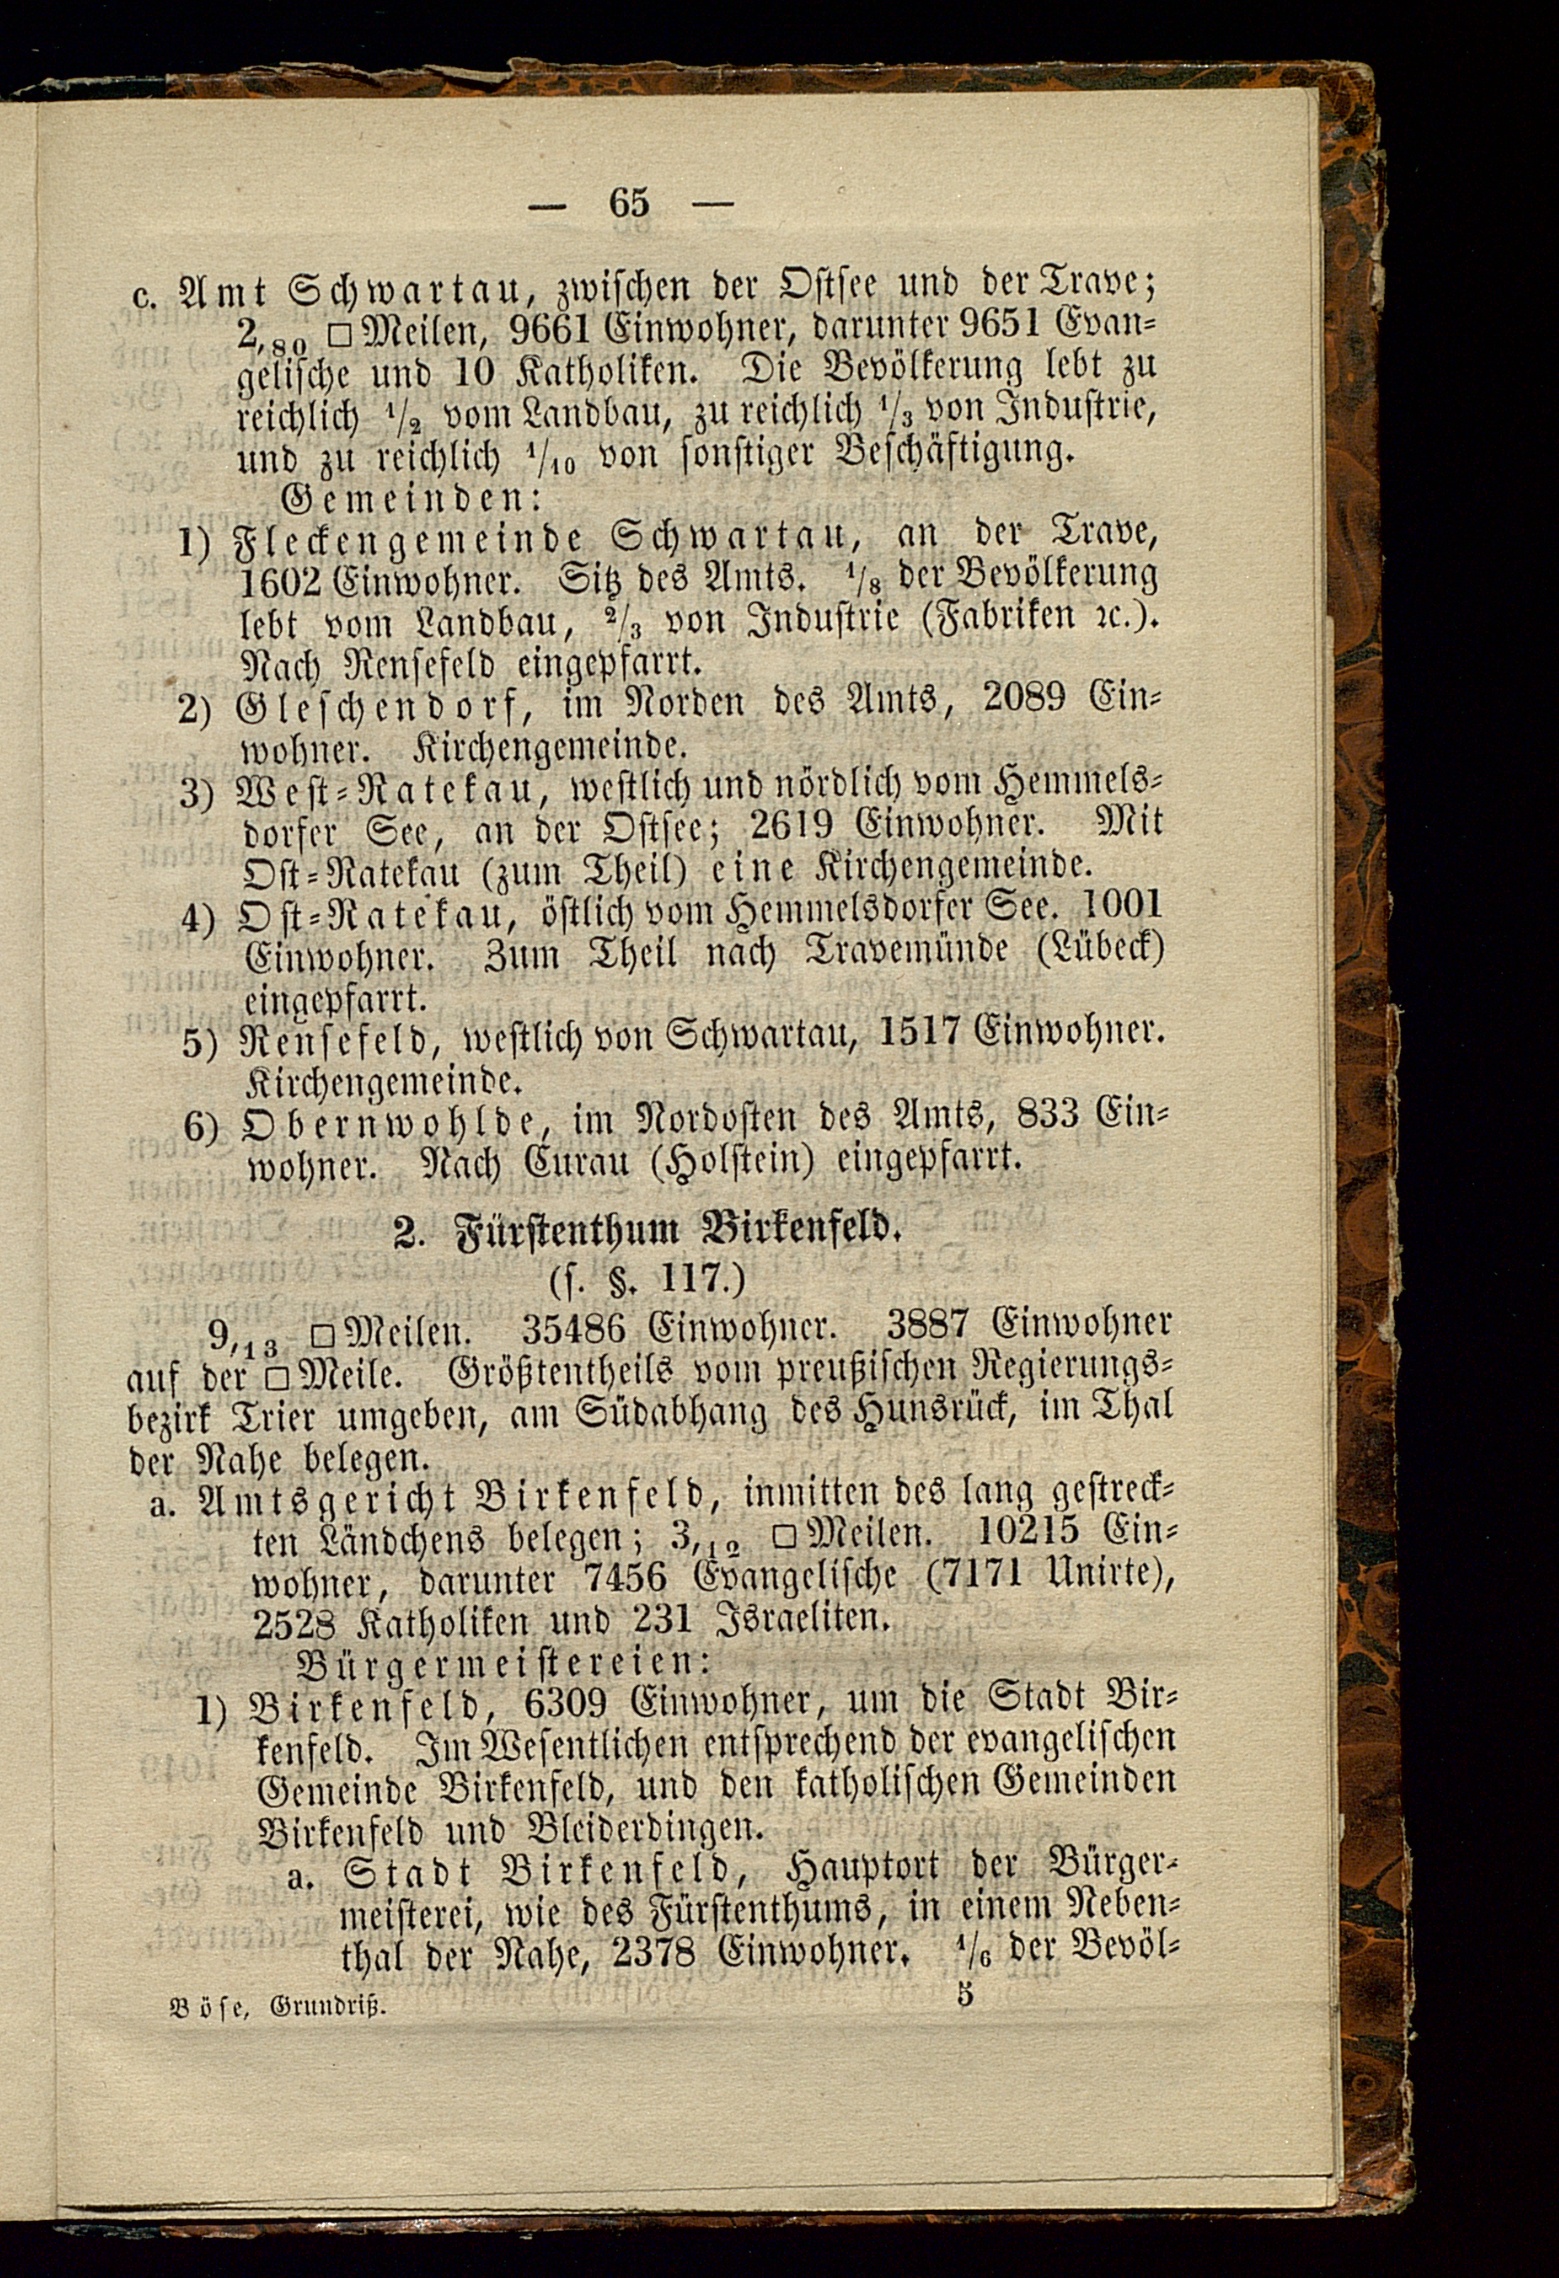 — 65 —
c. Amt Schwartau, zwischen der Ostsee und der Trave;
2,80 □Meilen, 9661 Einwohner, darunter 9651 Evan-
gelische und 10 Katholiken. Die Bevölkerung lebt zu
reichlich 1/2 vom Landbau, zu reichlich 1/3 von Industrie,
und zu reichlich 1/10 von sonstiger Beschäftigung.
Gemeinden:
1) Fleckengemeinde Schwartau, an der Trave,
1602 Einwohner. Sitz des Amts. 1/8 der Bevölkerung
lebt vom Landbau, 2/3 von Industrie (Fabriken ꝛc.).
Nach Rensefeld eingepfarrt.
2) Gleschendorf, im Norden des Amts, 2089 Ein-
wohner. Kirchengemeinde.
3) West-Ratekau, westlich und nördlich vom Hemmels-
dorfer See, an der Ostsee; 2619 Einwohner. Mit
Ost-Ratekau (zum Theil) eine Kirchengemeinde.
4) Ost-Ratekau, östlich vom Hemmelsdorfer See. 1001
Einwohner. Zum Theil nach Travemünde (Lübeck)
eingepfarrt.
5) Rensefeld, westlich von Schwartau, 1517 Einwohner.
Kirchengemeinde.
6) Obernwohlde, im Nordosten des Amts, 833 Ein-
wohner. Nach Curau (Holstein) eingepfarrt.
2. Fürstenthum Birkenfeld.
(s. §. 117.)
9,13 □Meilen. 35486 Einwohner. 3887 Einwohner
auf der □Meile. Größtentheils vom preußischen Regierungs-
bezirk Trier umgeben, am Südabhang des Hunsrück, im Thal
der Nahe belegen.
a. Amtsgericht Birkenfeld, inmitten des lang gestreck-
ten Ländchens belegen; 3,12 □Meilen. 10215 Ein-
wohner, darunter 7456 Evangelische (7171 Unirte),
2528 Katholiken und 231 Israeliten.
Bürgermeistereien:
1) Birkenfeld, 6309 Einwohner, um die Stadt Bir-
kenfeld. Im Wesentlichen entsprechend der evangelischen
Gemeinde Birkenfeld, und den katholischen Gemeinden
Birkenfeld und Bleiderdingen.
a. Stadt Birkenfeld, Hauptort der Bürger-
meisterei, wie des Fürstenthums, in einem Neben-
thal der Nahe, 2378 Einwohner. 1/6 der Bevöl-
Böse, Grundriß. 5